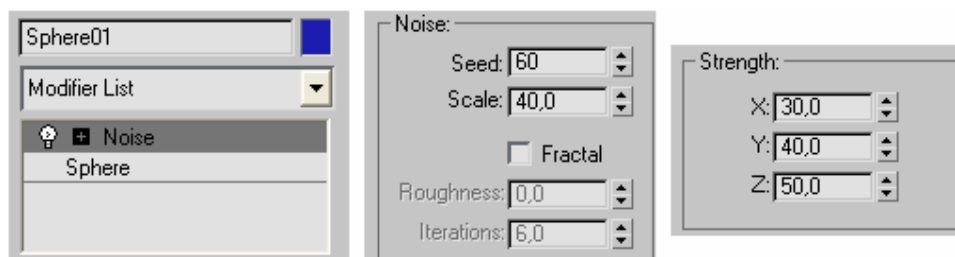 Sphere01
Modifier List
Noise
Sphere
Noise:
Seed: 60
Scale: 40,0
Fractal
Roughness: 0,0
Iterations: 6,0
Strength:
X: 30,0
Y: 40,0
Z: 50,0